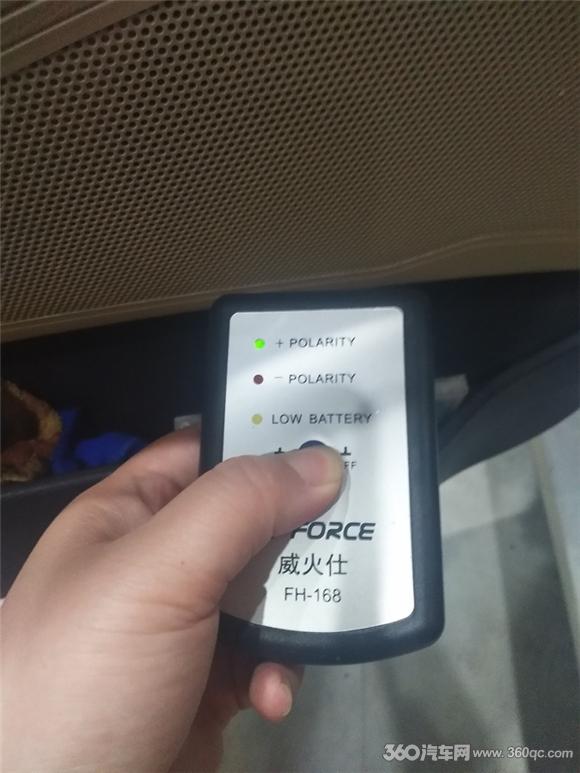 + POLARITY
− POLARITY
LOW BATTERY
FORCE
威火仕
FH-168
360汽车网 www.360qc.com